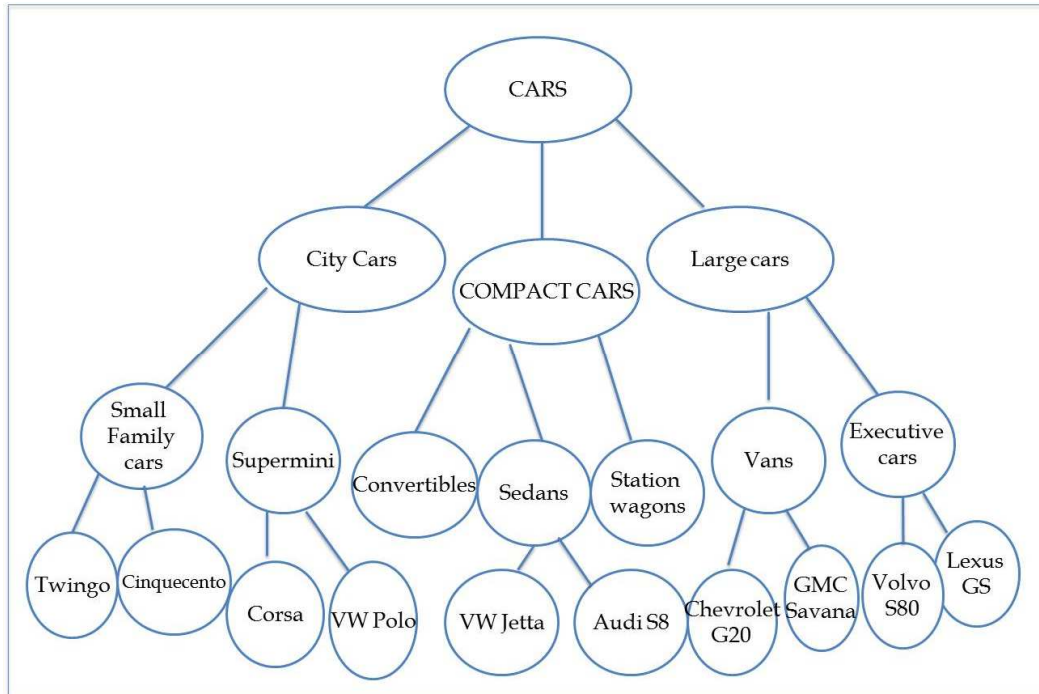 CARS
City Cars
COMPACT CARS
Large cars
Small
Family
cars
Supermini
Convertibles
Sedans
Station
wagons
Vans
Executive
cars
Twingo
Cinquecento
Corsa
VW Polo
VW Jetta
Audi S8
Chevrolet
G20
GMC
Savana
Volvo
S80
Lexus
GS